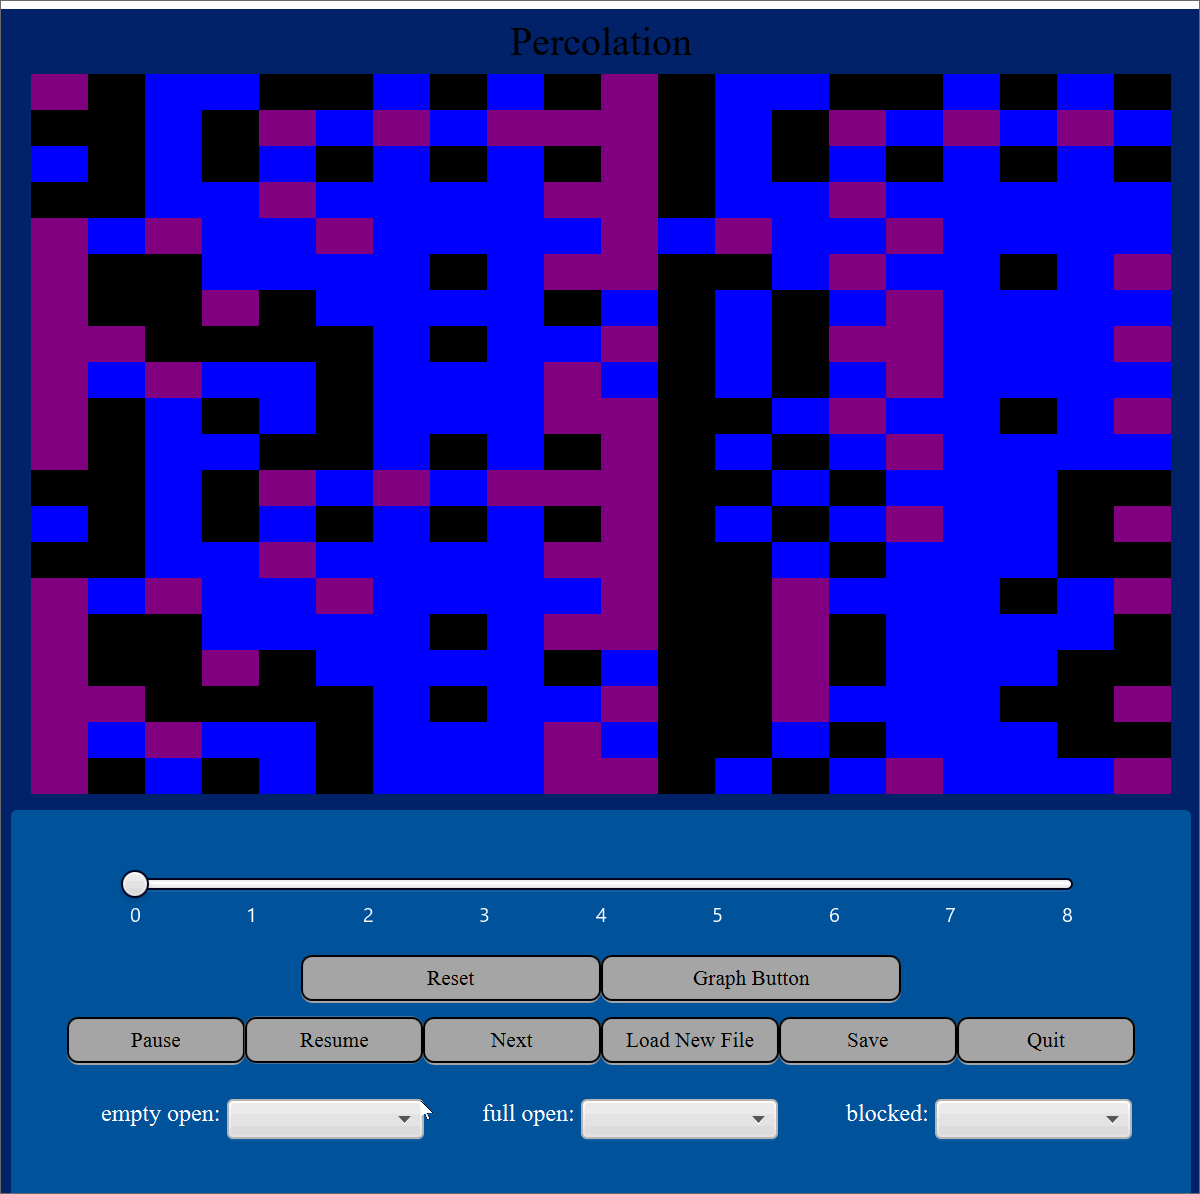 Percolation
0 1 2 3 4 5 6 7 8
Reset Graph Button
Pause Resume Next Load New File Save Quit
empty open: full open: blocked: